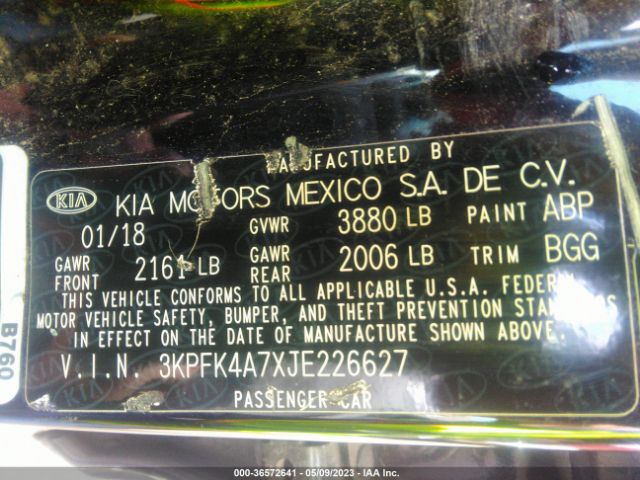 MANUFACTURED BY
KIA KIA MOTORS MEXICO S.A. DE C.V.
01/18 GVWR 3880 LB PAINT ABP
GAWR FRONT 2161 LB GAWR REAR 2006 LB TRIM BGG
THIS VEHICLE CONFORMS TO ALL APPLICABLE U.S.A. FEDERAL
MOTOR VEHICLE SAFETY, BUMPER, AND THEFT PREVENTION STANDARDS
IN EFFECT ON THE DATE OF MANUFACTURE SHOWN ABOVE.
V.I.N. 3KPFK4A7XJE226627
PASSENGER CAR
B760
000-36572641 - 05/09/2023 - IAA Inc.